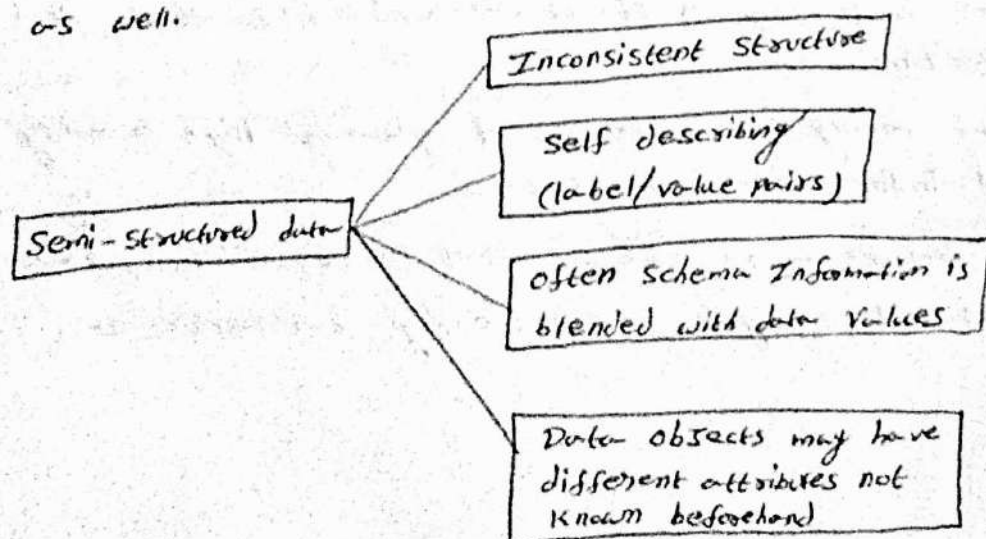 as well.
Inconsistent Structure
Self describing
(label/value pairs)
Semi-structured data
often schema Information is
blended with data values
Data objects may have
different attributes not
known beforehand